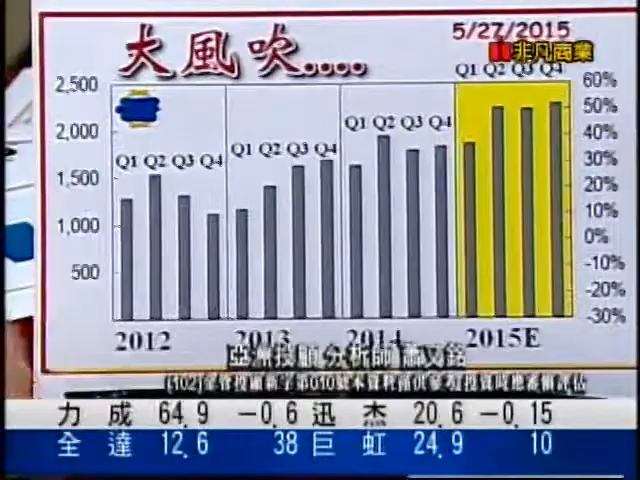 大風吹....
5/27/2015
非凡商業
2,500
2,000
1,500
1,000
500
Q1 Q2 Q3 Q4
Q1 Q2 Q3 Q4
Q1 Q2 Q3 Q4
Q1 Q2 Q3 Q4
60%
50%
40%
30%
20%
10%
0%
-10%
-20%
-30%
2012 2013 2014 2015E
亞洲投顧 分析師
力成 64.9 -0.6 迅杰 20.6 -0.15
全達 12.6 38 巨虹 24.9 10